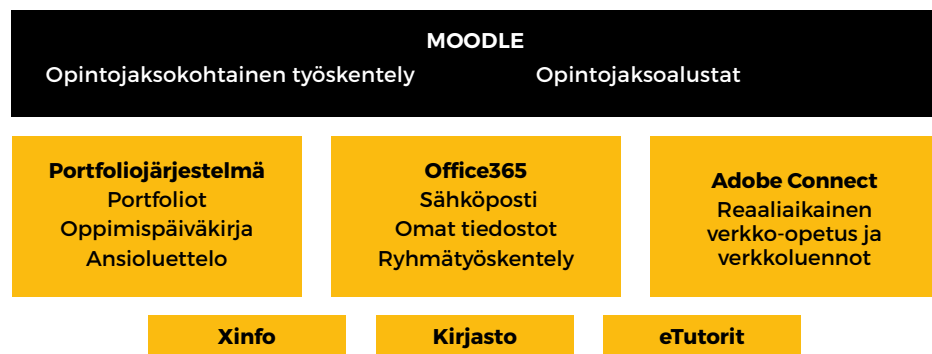 MOODLE
Opintojaksokohtainen työskentely Opintojaksoalustat
Portfoliojärjestelmä
Portfoliot
Oppimispäiväkirja
Ansioluettelo
Office365
Sähköposti
Omat tiedostot
Ryhmätyöskentely
Adobe Connect
Reaaliaikainen
verkko-opetus ja
verkkoluennot
Xinfo
Kirjasto
eTutorit